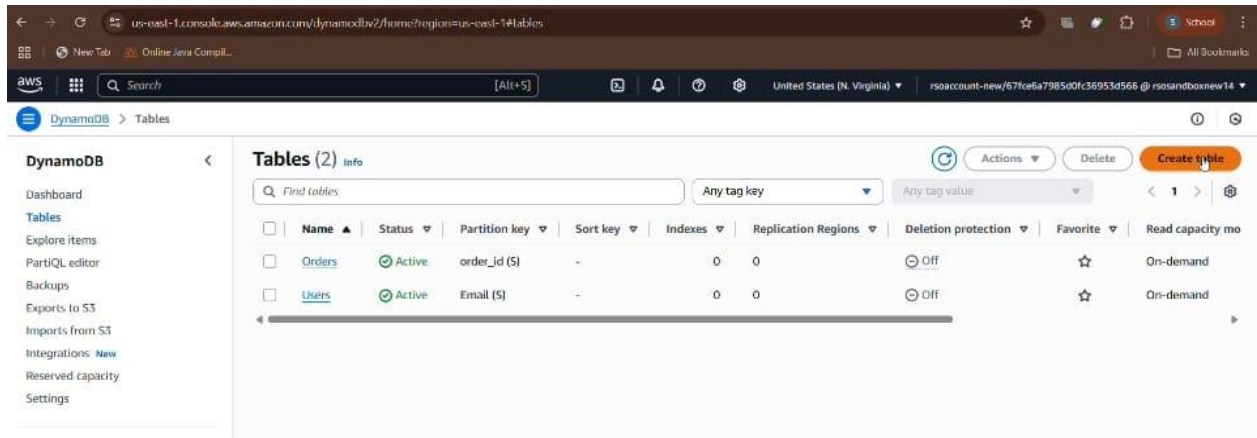 us-east-1.console.aws.amazon.com/dynamodbv2/home?region=us-east-1#tables
S School
New Tab Online Java Compil...
All Bookmarks
aws Search [Alt+S] United States (N. Virginia) ▼ rsoaccount-new/67fce6a7985d0fc36953d566 @ rsosandboxnew14 ▼
DynamoDB > Tables
DynamoDB
Dashboard
Tables
Explore items
PartiQL editor
Backups
Exports to S3
Imports from S3
Integrations New
Reserved capacity
Settings
Tables (2) Info
Actions ▼ Delete Create table
Find tables Any tag key Any tag value < 1 >
Name Status Partition key Sort key Indexes Replication Regions Deletion protection Favorite Read capacity mo
Orders Active order_id (S) - 0 0 Off On-demand
Users Active Email (S) - 0 0 Off On-demand